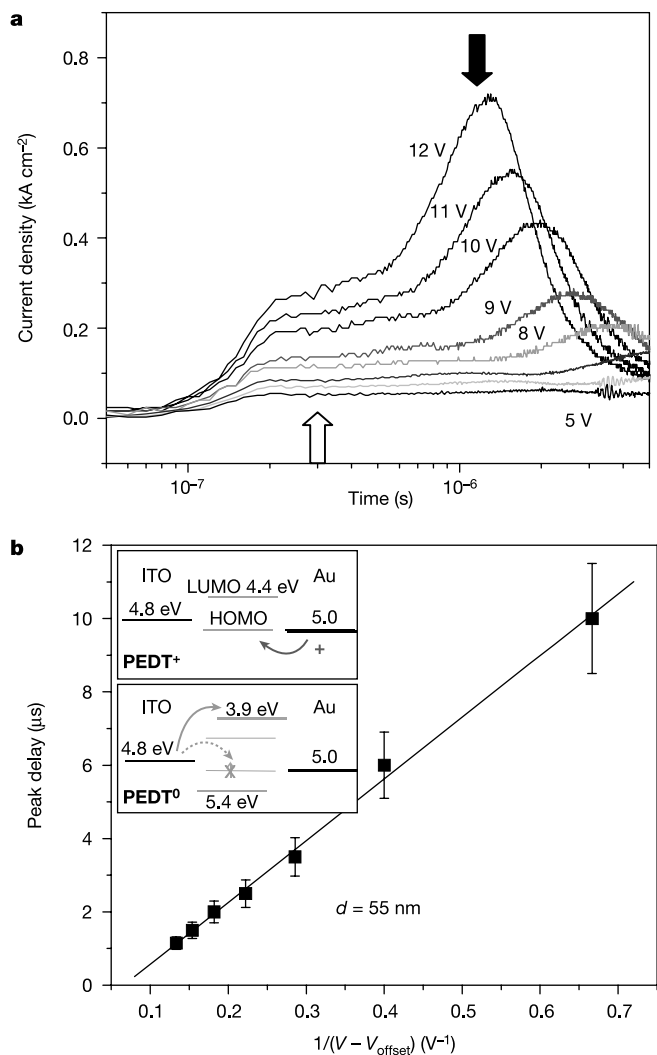 a
0.8
0.6
0.4
0.2
0.0
Current density (kA cm⁻²)
12 V
11 V
10 V
9 V
8 V
5 V
10⁻⁷
10⁻⁶
Time (s)
b
12
10
8
6
4
2
0
Peak delay (μs)
ITO
Au
LUMO 4.4 eV
4.8 eV
HOMO
5.0
+
PEDT⁺
ITO
Au
3.9 eV
4.8 eV
5.0
PEDT⁰
5.4 eV
d = 55 nm
0.1 0.2 0.3 0.4 0.5 0.6 0.7
1/(V – Voffset) (V⁻¹)